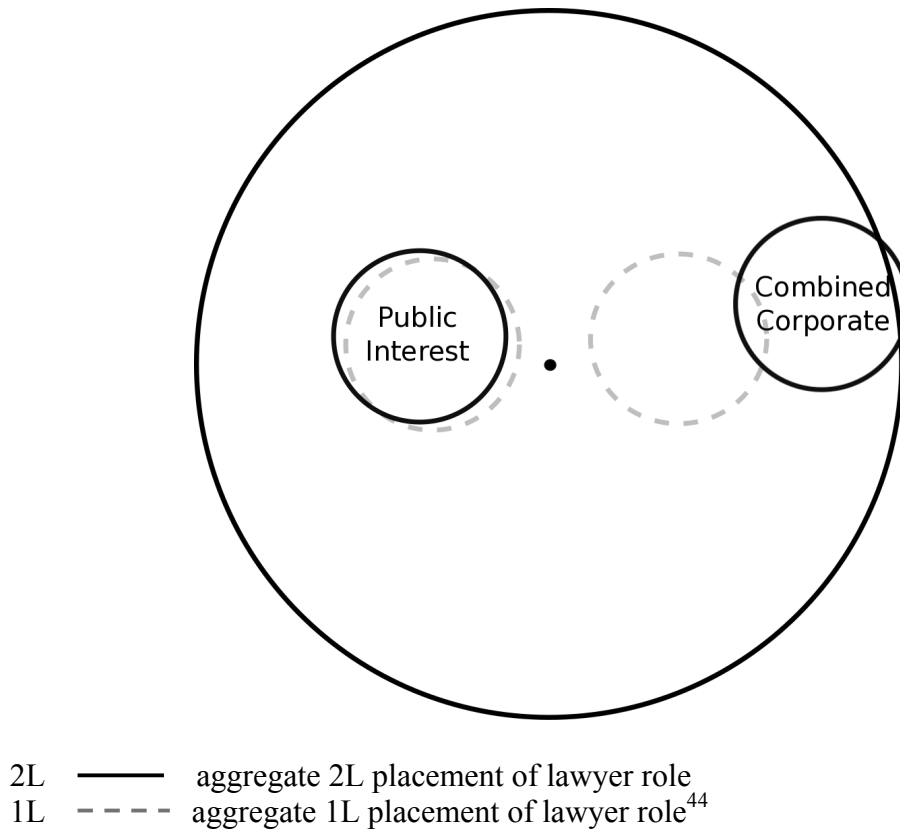 Public
Interest
Combined
Corporate
2L aggregate 2L placement of lawyer role
1L aggregate 1L placement of lawyer role44